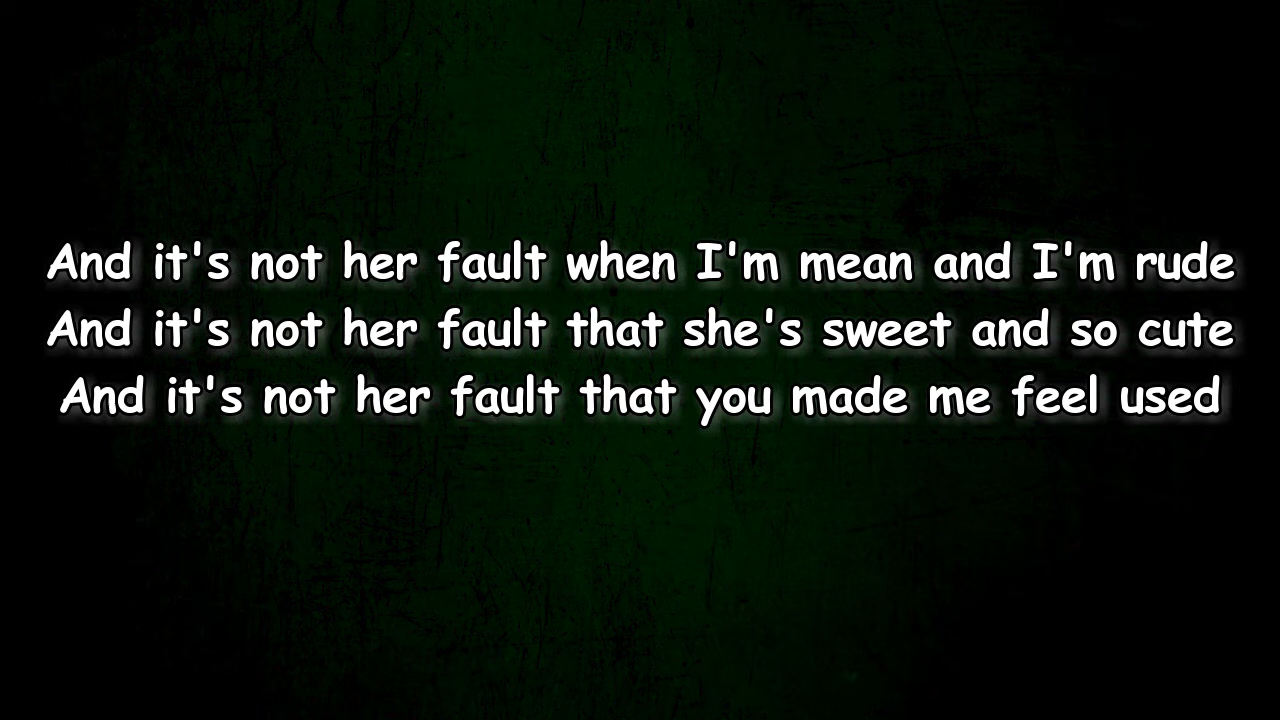 And it's not her fault when I'm mean and I'm rude
And it's not her fault that she's sweet and so cute
And it's not her fault that you made me feel used